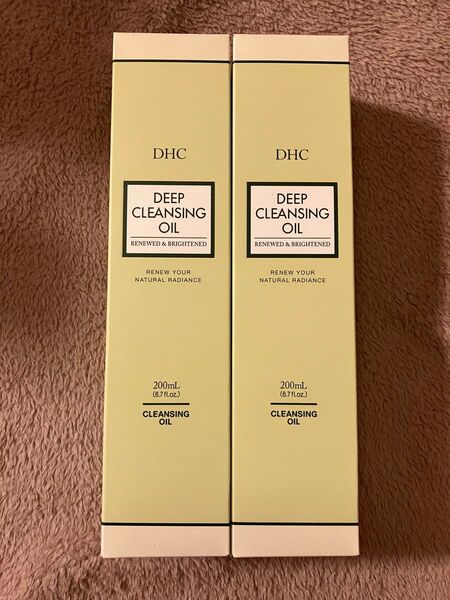 DHC
DEEP
CLEANSING
OIL
RENEWED & BRIGHTENED
RENEW YOUR
NATURAL RADIANCE
200mL
(6.7 fl.oz.)
CLEANSING
OIL
DHC
DEEP
CLEANSING
OIL
RENEWED & BRIGHTENED
RENEW YOUR
NATURAL RADIANCE
200mL
(6.7 fl.oz.)
CLEANSING
OIL